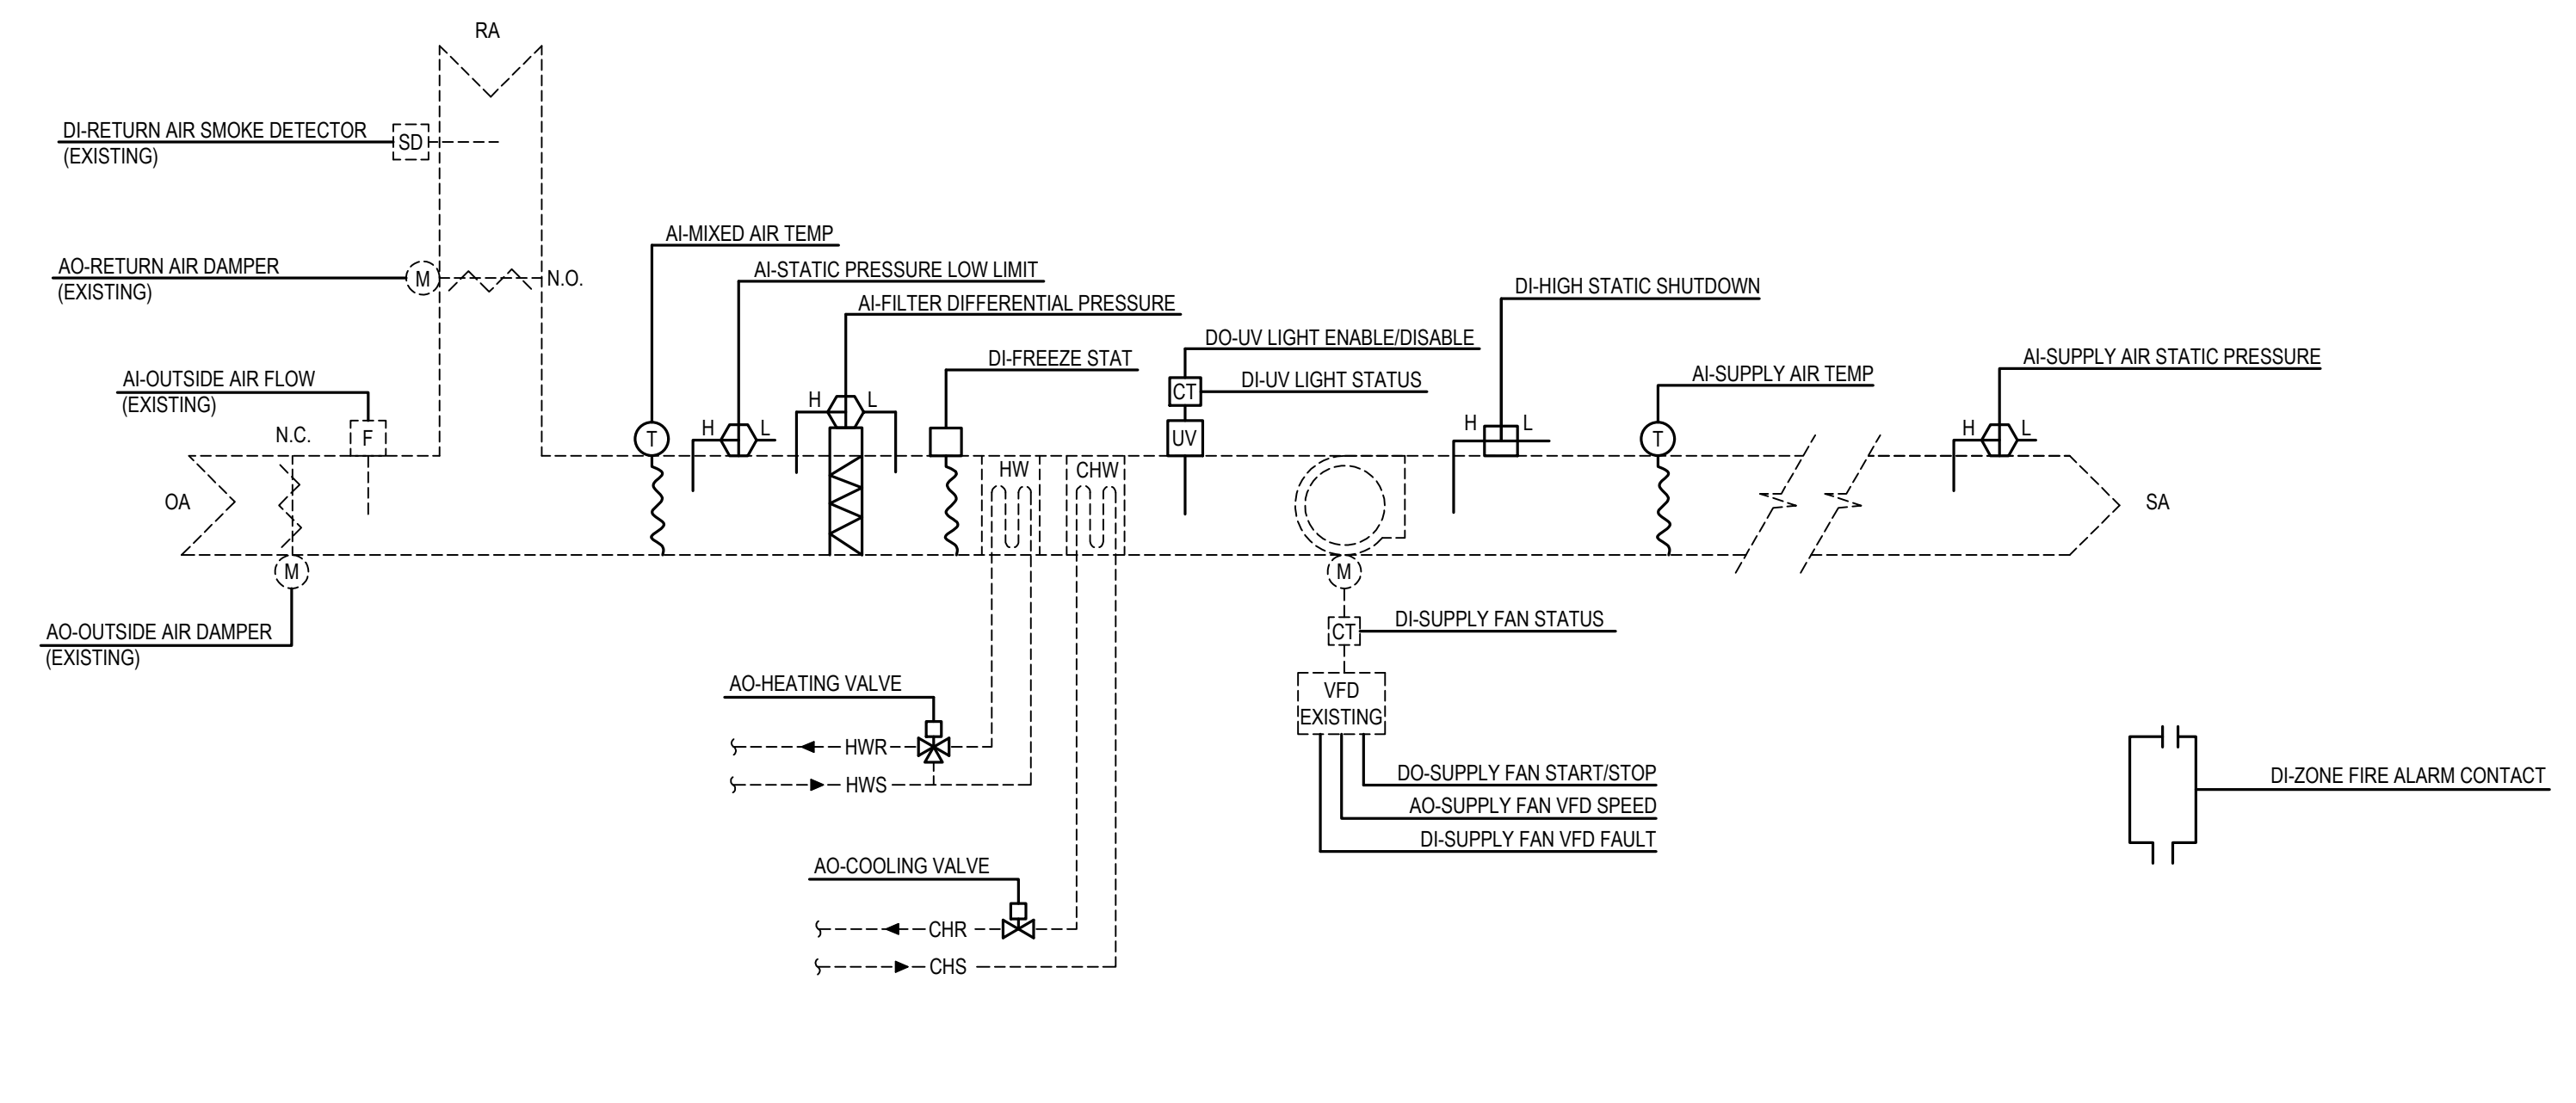 RA
DI-RETURN AIR SMOKE DETECTOR
(EXISTING)
SD
AI-MIXED AIR TEMP
AO-RETURN AIR DAMPER
(EXISTING)
M
N.O.
AI-STATIC PRESSURE LOW LIMIT
AI-FILTER DIFFERENTIAL PRESSURE
DI-HIGH STATIC SHUTDOWN
DO-UV LIGHT ENABLE/DISABLE
DI-FREEZE STAT
AI-SUPPLY AIR STATIC PRESSURE
AI-OUTSIDE AIR FLOW
(EXISTING)
DI-UV LIGHT STATUS
CT
AI-SUPPLY AIR TEMP
H
L
N.C.
F
T
H
L
UV
H
L
T
H
L
HW
CHW
OA
SA
M
M
AO-OUTSIDE AIR DAMPER
(EXISTING)
CT
DI-SUPPLY FAN STATUS
AO-HEATING VALVE
VFD
EXISTING
HWR
HWS
DO-SUPPLY FAN START/STOP
AO-SUPPLY FAN VFD SPEED
DI-SUPPLY FAN VFD FAULT
DI-ZONE FIRE ALARM CONTACT
AO-COOLING VALVE
CHR
CHS